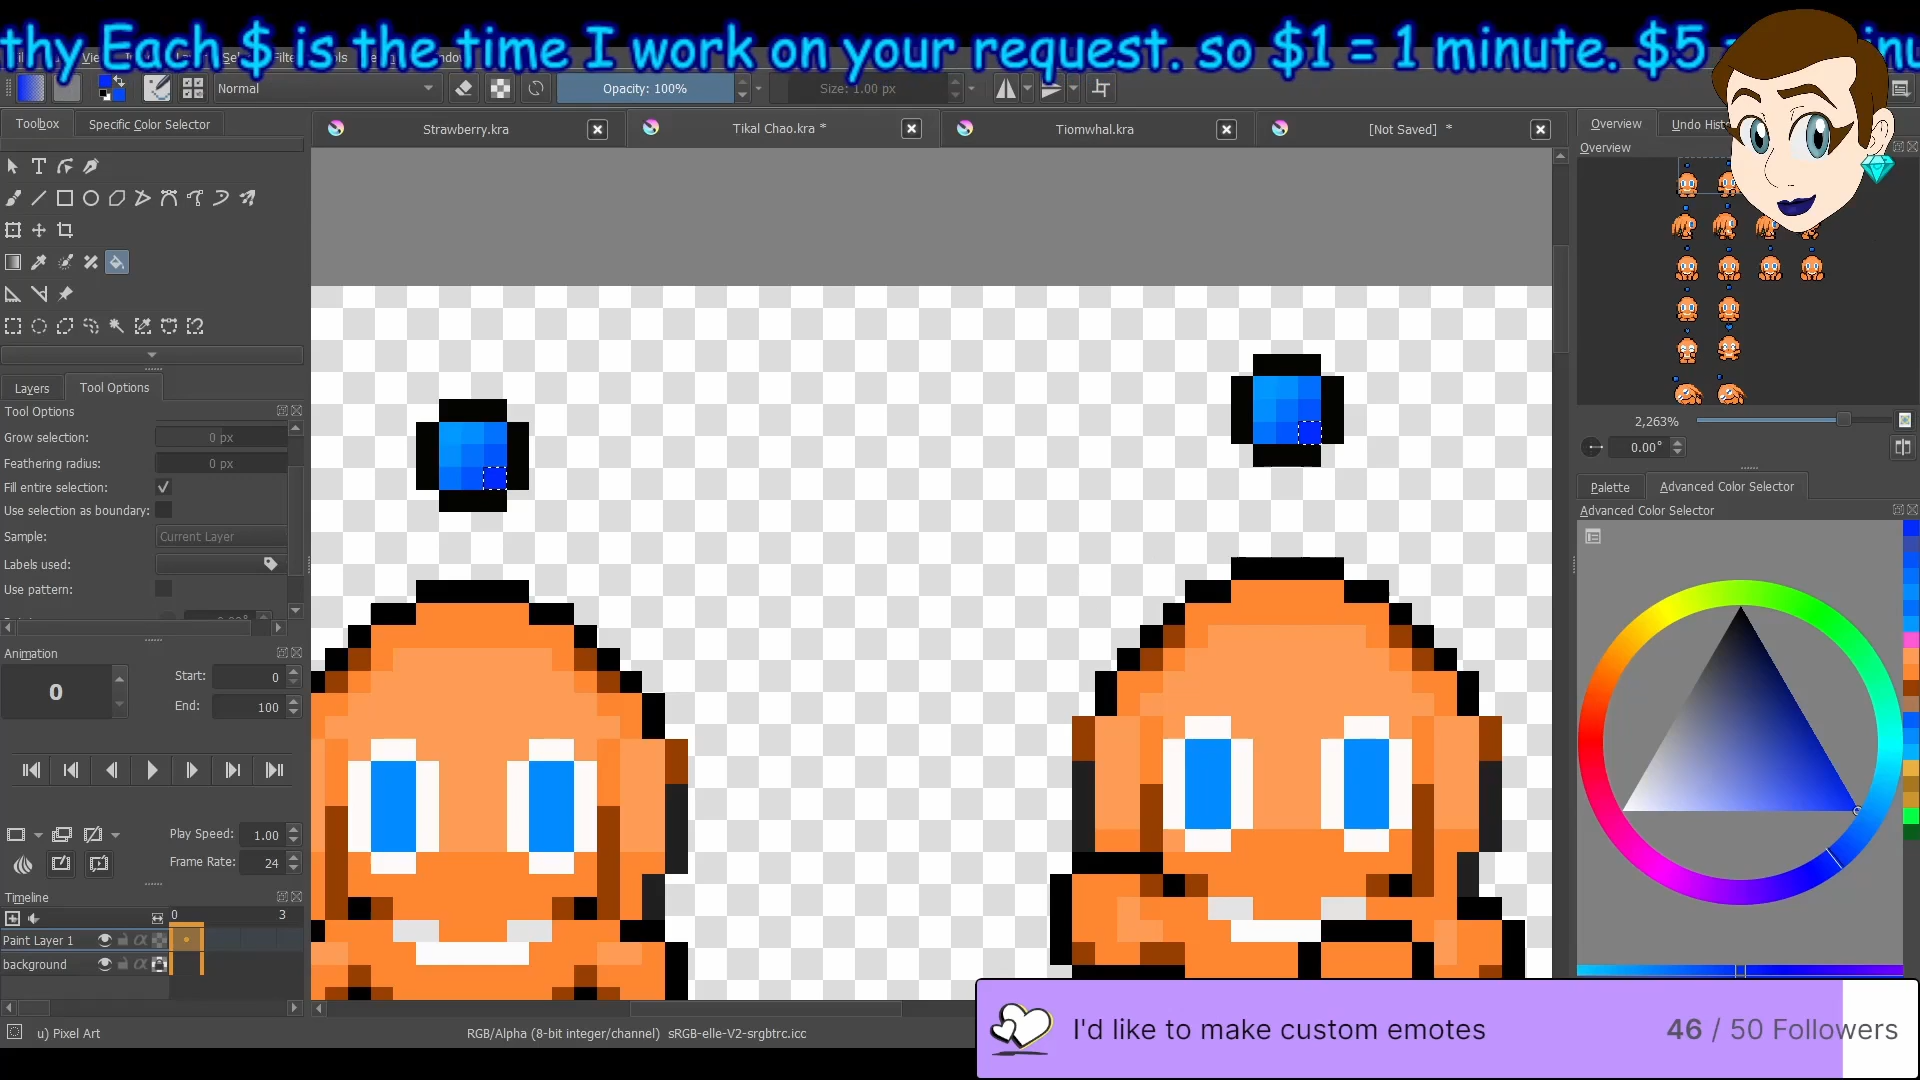 thy Each $ is the time I work on your request. so $1 = 1 minute. $5
Normal
Opacity: 100%
Size: 1.00 px
Toolbox
Specific Color Selector
Strawberry.kra
Tikal Chao.kra *
Tiomwhal.kra
[Not Saved] *
Overview
Undo Hist
Overview
Layers
Tool Options
Tool Options
Grow selection:
0 px
Feathering radius:
0 px
Fill entire selection:
Use selection as boundary:
Sample:
Current Layer
Labels used:
Use pattern:
2,263%
0.00°
Palette
Advanced Color Selector
Advanced Color Selector
Animation
0
Start:
0
End:
100
Play Speed:
1.00
Frame Rate:
24
Timeline
0
3
Paint Layer 1
background
u) Pixel Art
RGB/Alpha (8-bit integer/channel) sRGB-elle-V2-srgbtrc.icc
I'd like to make custom emotes
46 / 50 Followers